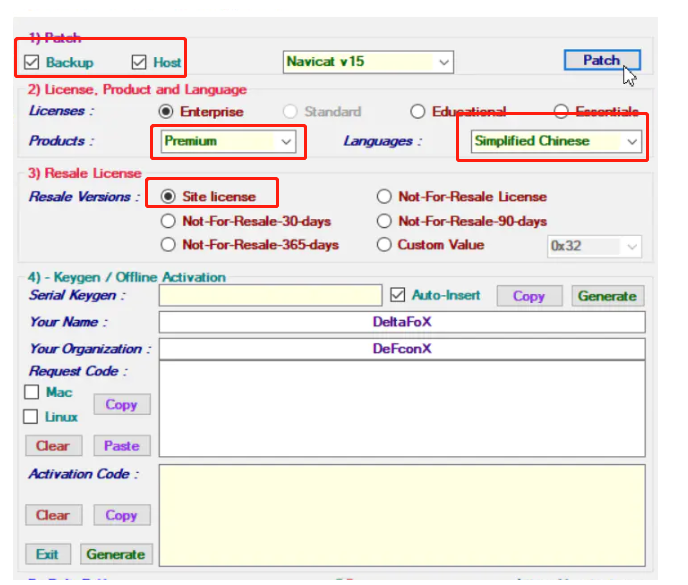 1) Patch
Backup Host Navicat v15 Patch
2) License, Product and Language
Licenses : Enterprise Standard Educational Essentials
Products : Premium Languages : Simplified Chinese
3) Resale License
Resale Versions : Site license Not-For-Resale License
Not-For-Resale-30-days Not-For-Resale-90-days
Not-For-Resale-365-days Custom Value 0x32
4) - Keygen / Offline Activation
Serial Keygen : Auto-Insert Copy Generate
Your Name : DeltaFoX
Your Organization : DeFconX
Request Code :
Mac
Copy
Linux
Clear Paste
Activation Code :
Clear Copy
Exit Generate